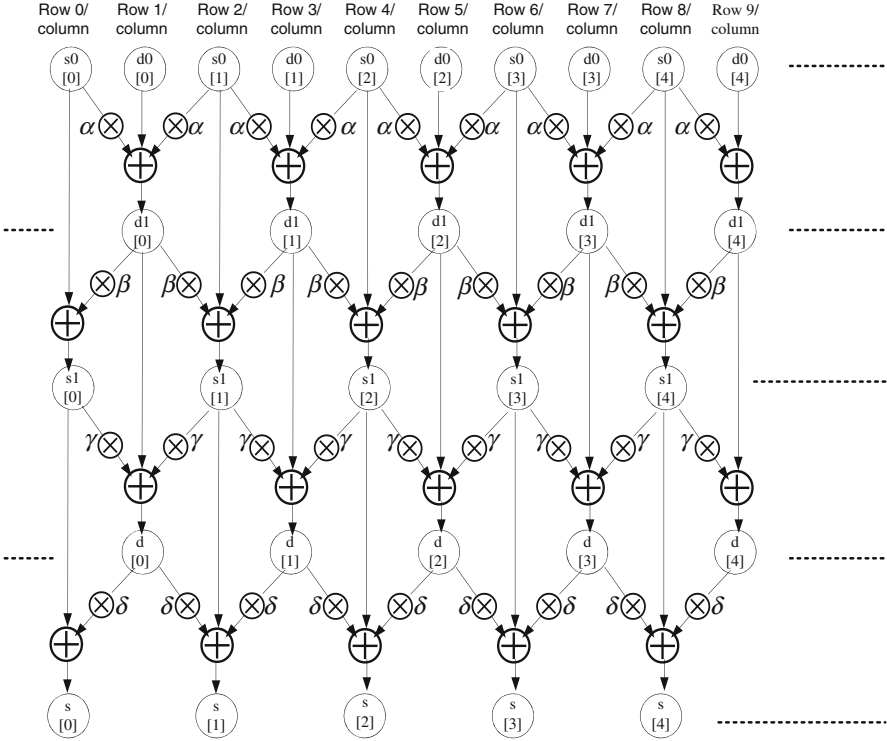 Row 0/ Row 1/ Row 2/ Row 3/ Row 4/ Row 5/ Row 6/ Row 7/ Row 8/ Row 9/
column column column column column column column column column column
s0 d0 s0 d0 s0 d0 s0 d0 s0 d0
[0] [0] [1] [1] [2] [2] [3] [3] [4] [4]
α α α α α α α α α
d1 d1 d1 d1 d1
[0] [1] [2] [3] [4]
β β β β β β β β β
s1 s1 s1 s1 s1
[0] [1] [2] [3] [4]
γ γ γ γ γ γ γ γ γ
d d d d d
[0] [1] [2] [3] [4]
δ δ δ δ δ δ δ δ δ
s s s s s
[0] [1] [2] [3] [4]